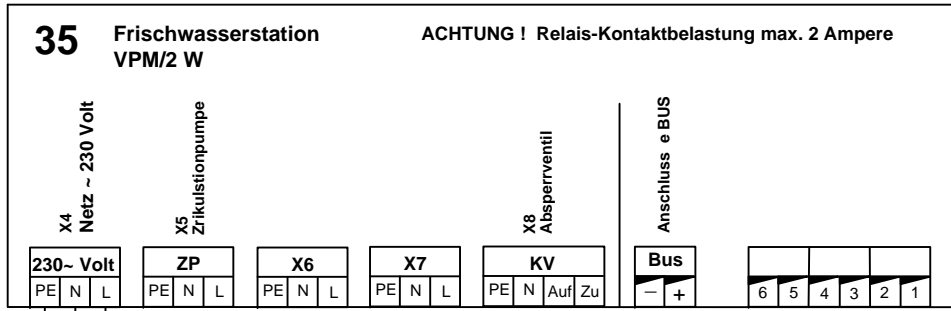 35 Frischwasserstation ACHTUNG ! Relais-Kontaktbelastung max. 2 Ampere
VPM/2 W
X4
Netz ~ 230 Volt
X5
Zrikulstionpumpe
X8
Absperrventil
Anschluss e BUS
230~ Volt ZP X6 X7 KV Bus
PE N L PE N L PE N L PE N L PE N Auf Zu — + 6 5 4 3 2 1